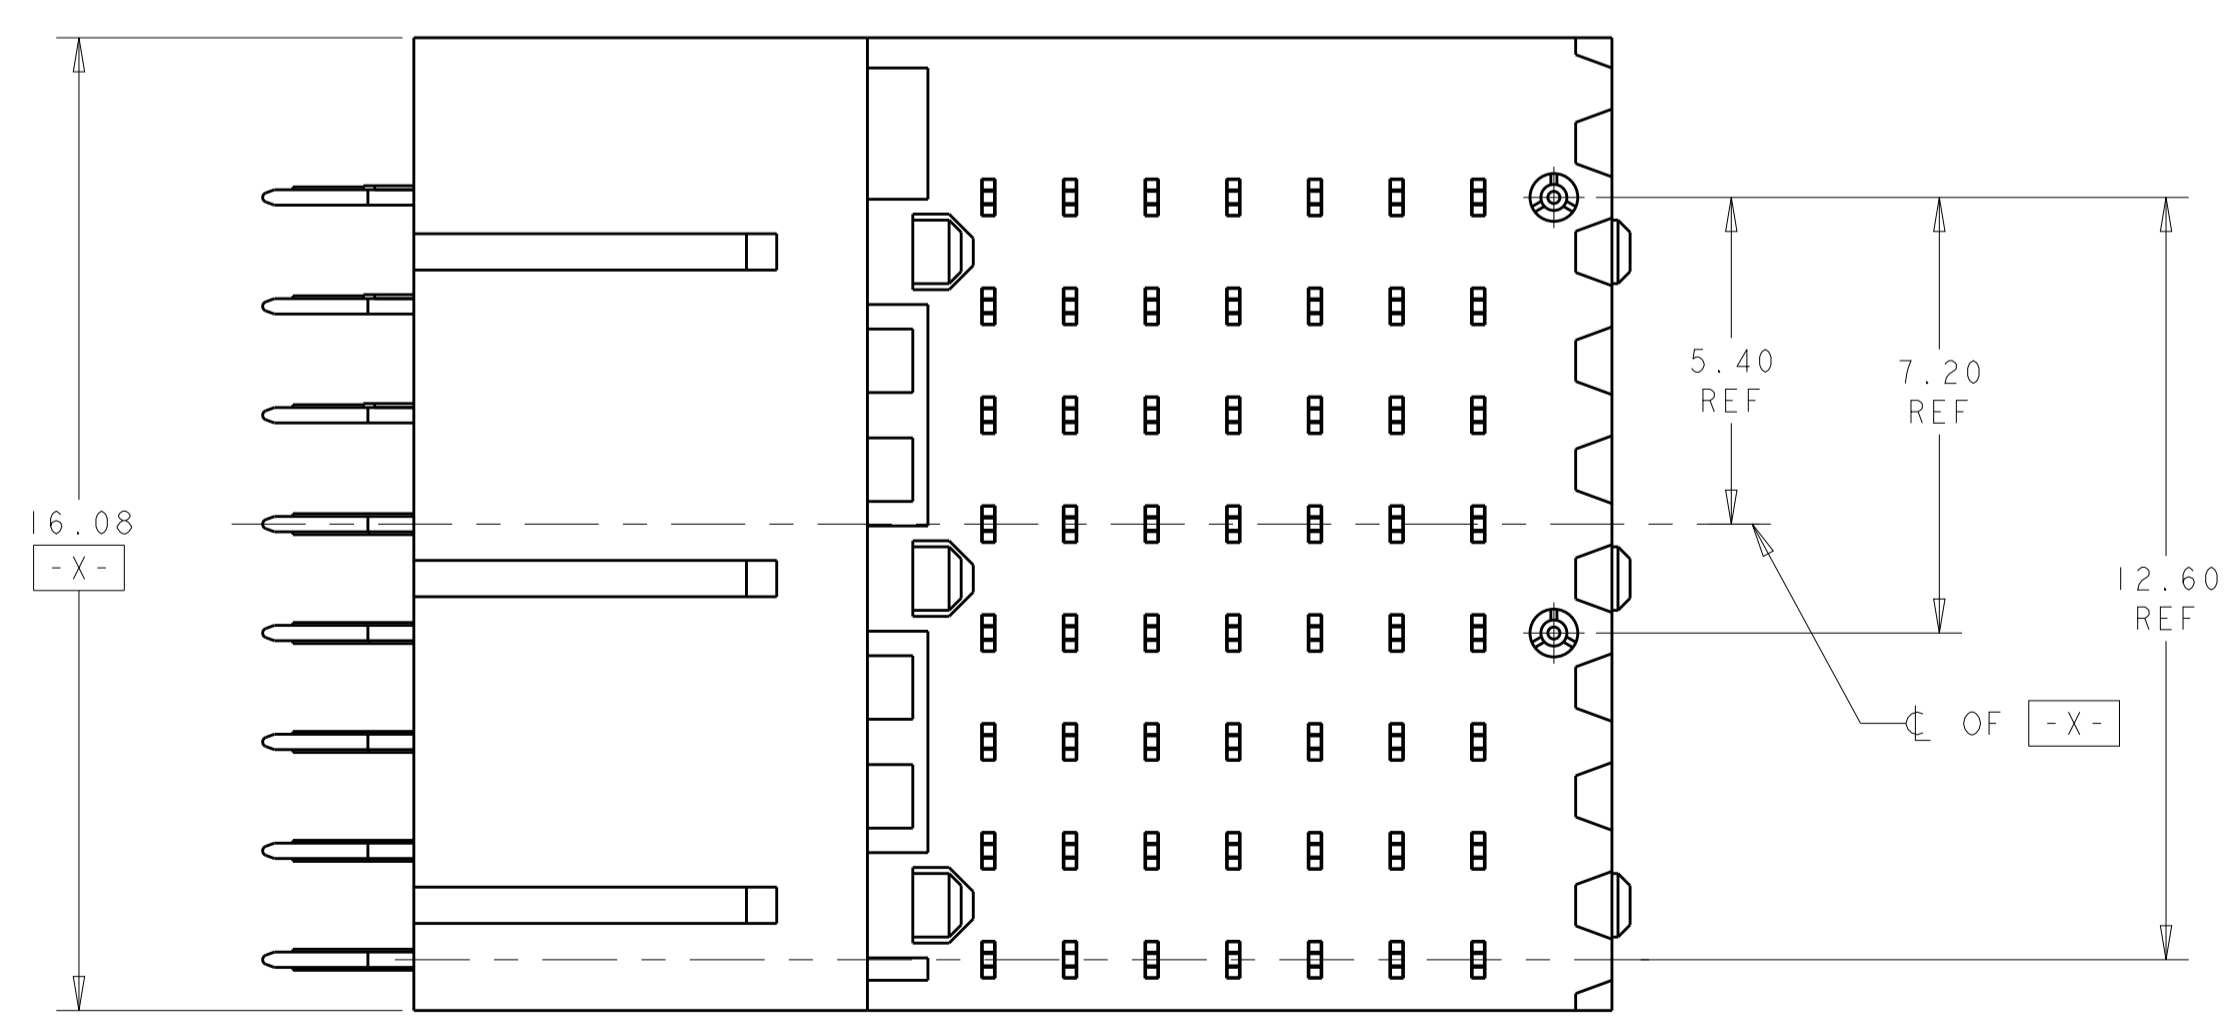 5.40
REF
7.20
REF
16.08
-X-
12.60
REF
℄ OF -X-